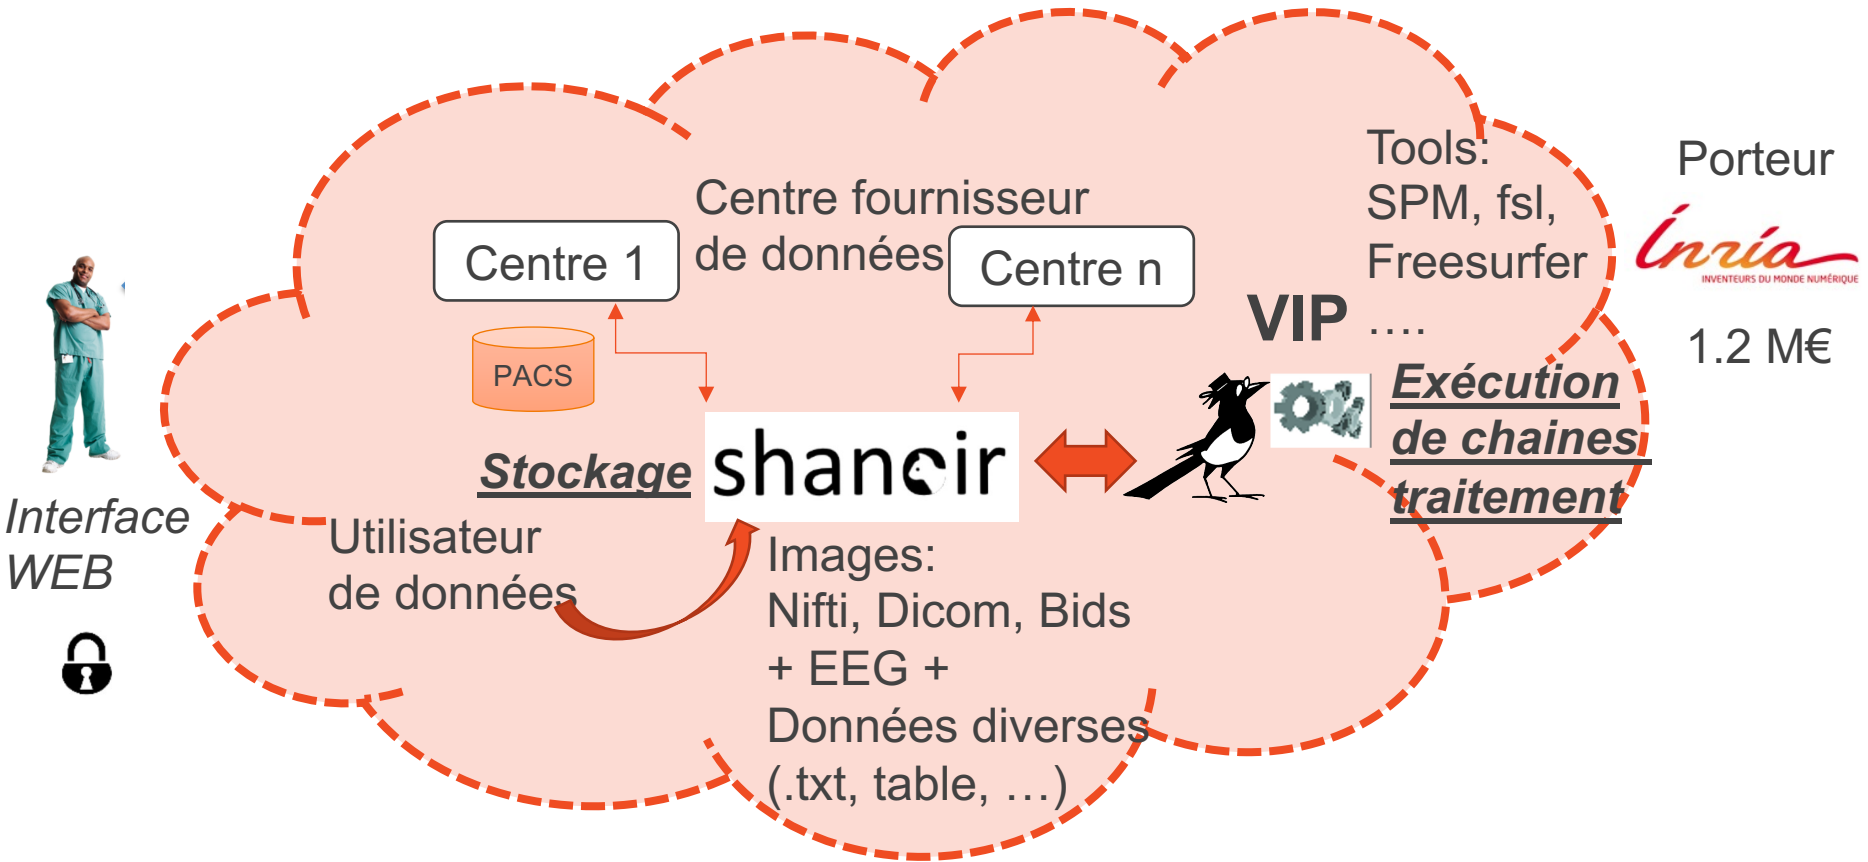 Centre fournisseur
de données
Centre 1
Centre n
PACS
Tools:
SPM, fsl,
Freesurfer
....
VIP
Exécution
de chaines
traitement
Porteur
Inria
INVENTEURS DU MONDE NUMÉRIQUE
1.2 M€
Stockage
shanoir
Interface
WEB
Utilisateur
de données
Images:
Nifti, Dicom, Bids
+ EEG +
Données diverses
(.txt, table, …)